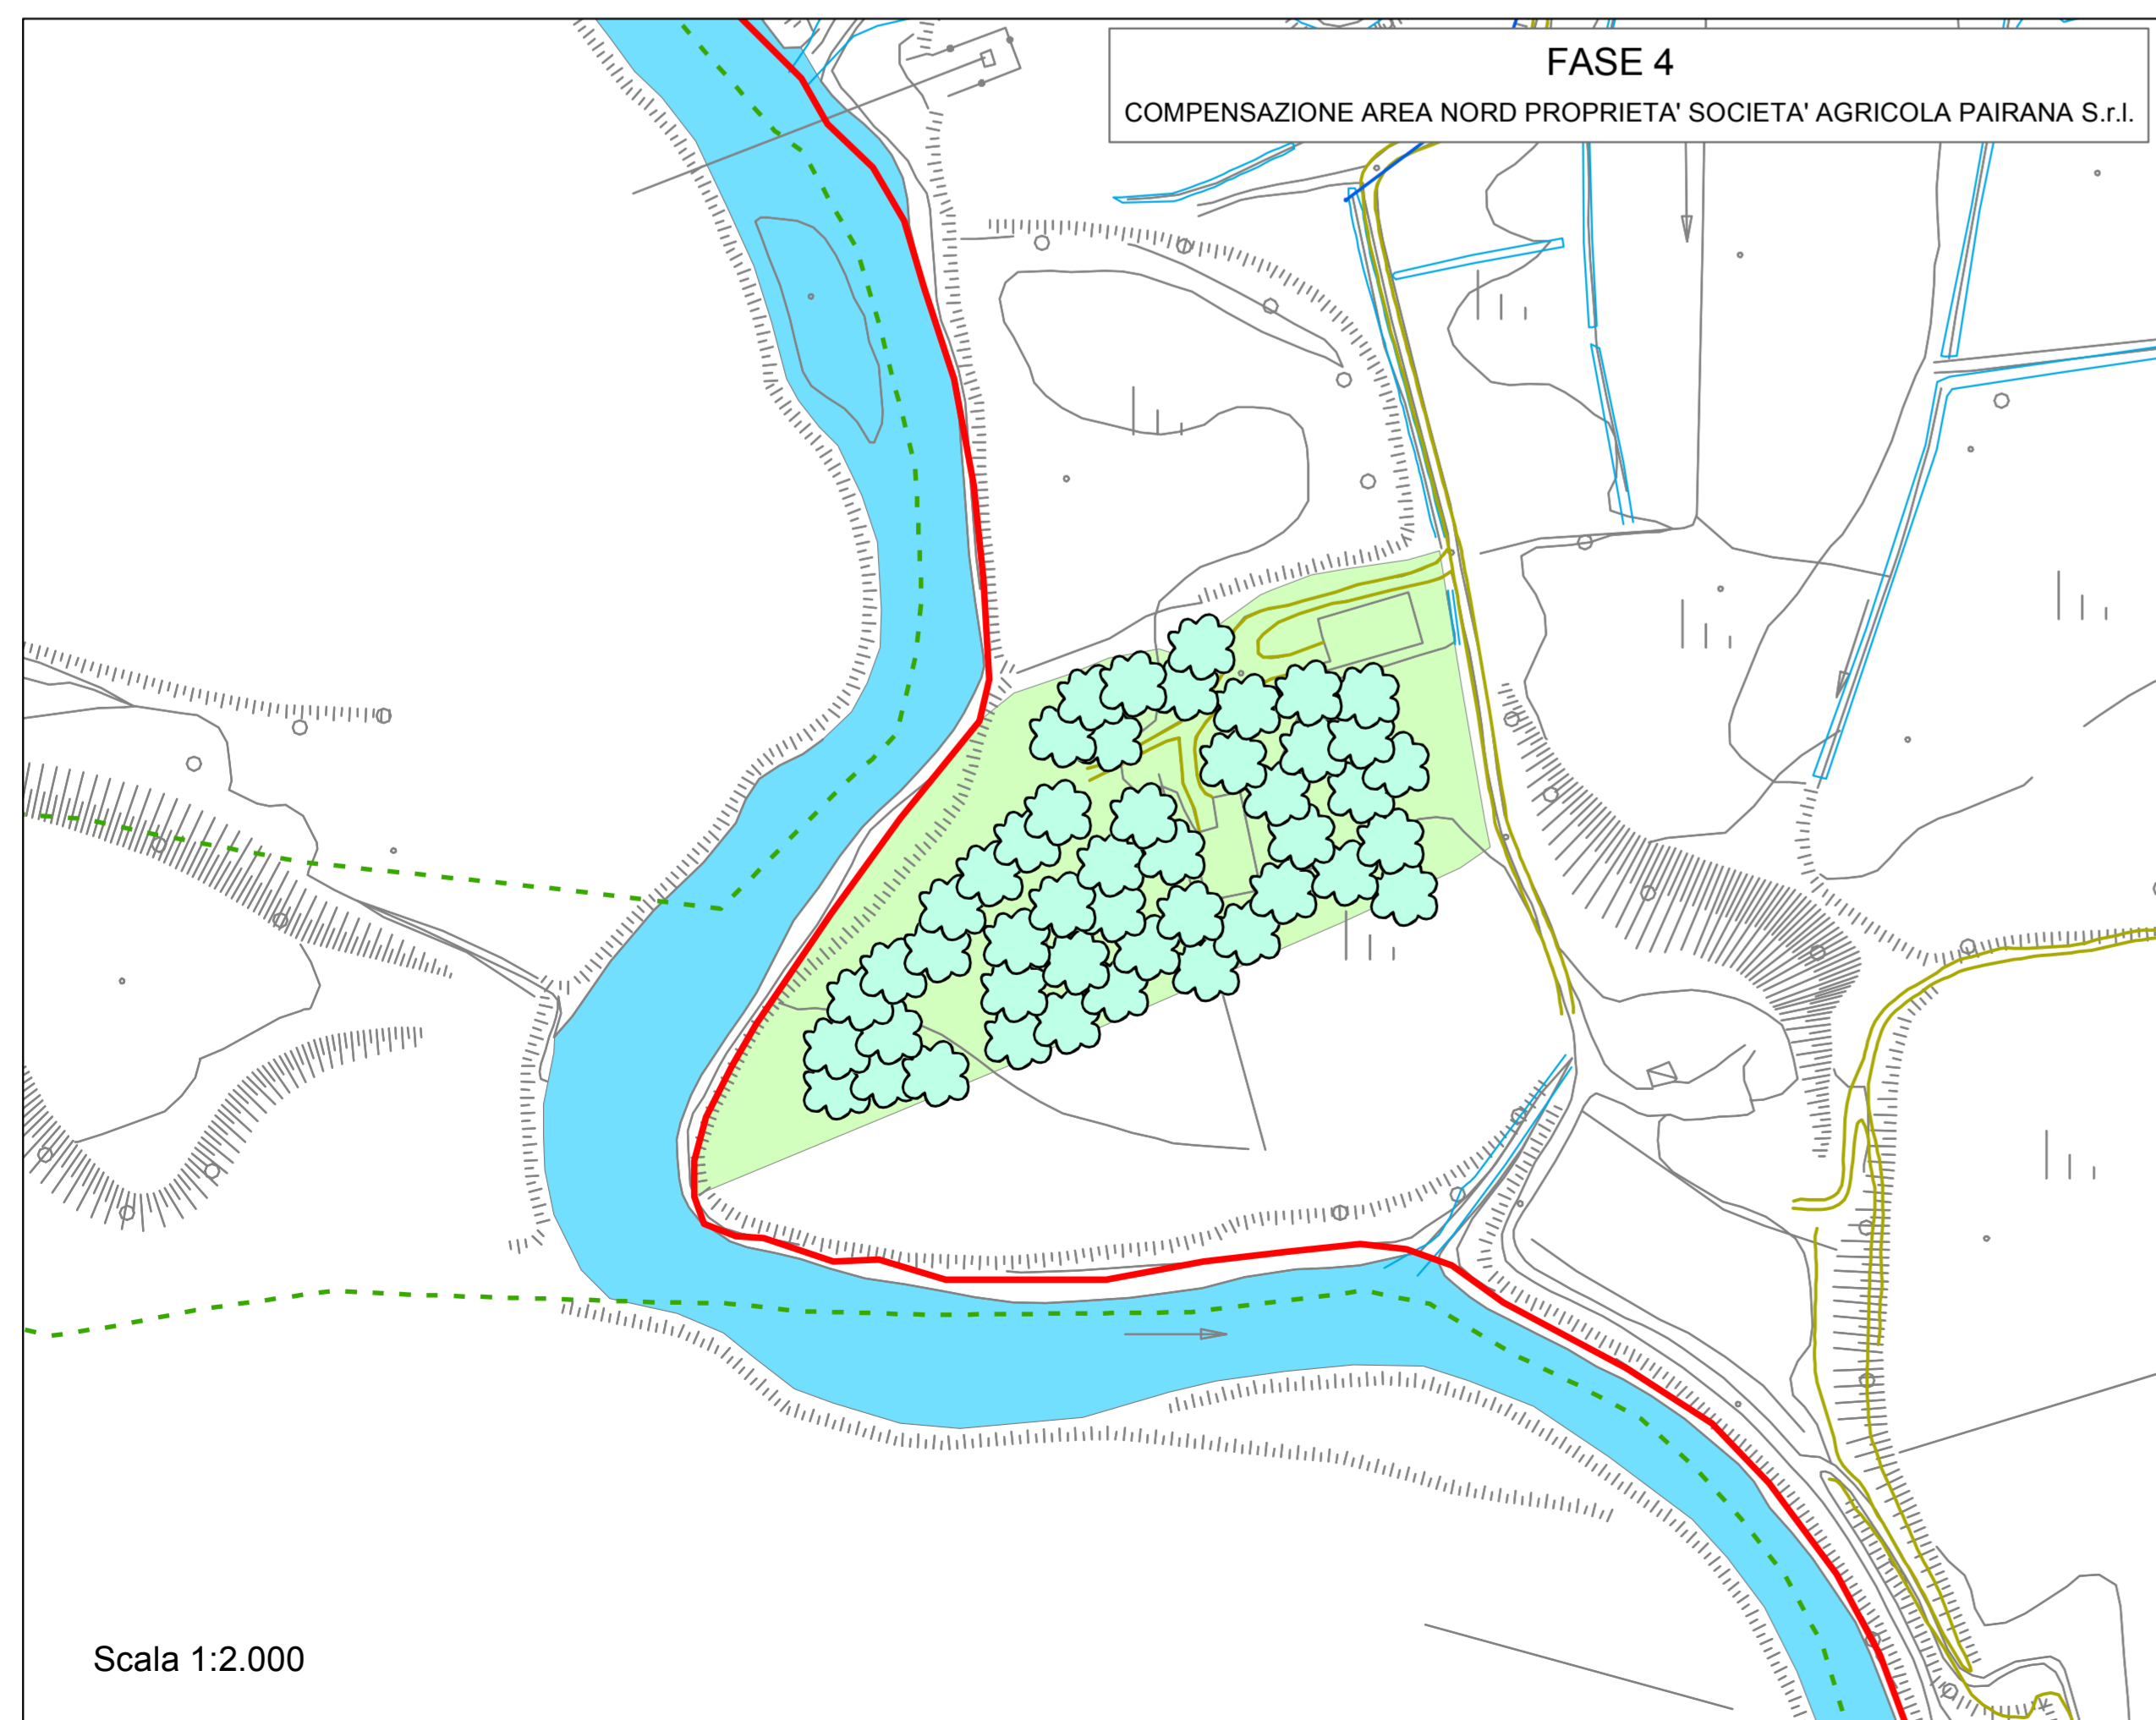 FASE 4
COMPENSAZIONE AREA NORD PROPRIETA' SOCIETA' AGRICOLA PAIRANA S.r.l.
Scala 1:2.000